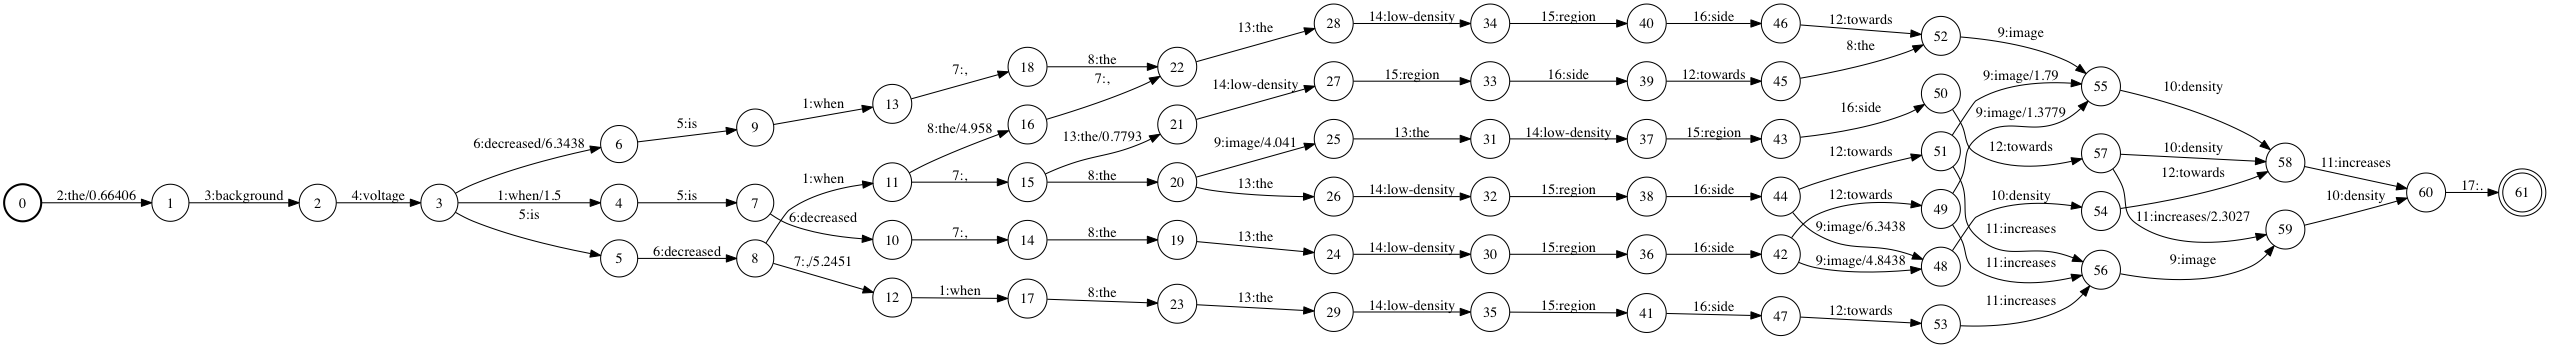 0 2:the/0.66406 1 3:background 2 4:voltage 3
6:decreased/6.3438 6 5:is 9 1:when 13 7:, 18 8:the 22 13:the 28 14:low-density 34 15:region 40 16:side 46 12:towards 52 9:image 55 10:density 58 11:increases 60 17:. 61
1:when/1.5 4 5:is 7 6:decreased 10 7:, 14 8:the 19 13:the 24 14:low-density 30 15:region 36 16:side 42
5:is 5 6:decreased 8 1:when 11 8:the/4.958 16 7:,
7:, 15 13:the/0.7793 21 14:low-density 27 15:region 33 16:side 39 12:towards 45 8:the
8:the 20 9:image/4.041 25 13:the 31 14:low-density 37 15:region 43 16:side 50 12:towards 57 10:density
13:the 26 14:low-density 32 15:region 38 16:side 44 12:towards 51 9:image/1.79
11:increases 56 9:image 59 10:density
9:image/6.3438 48 10:density 54 12:towards
12:towards 49 9:image/1.3779
11:increases
9:image/4.8438
11:increases/2.3027
7:,/5.2451 12 1:when 17 8:the 23 13:the 29 14:low-density 35 15:region 41 16:side 47 12:towards 53 11:increases